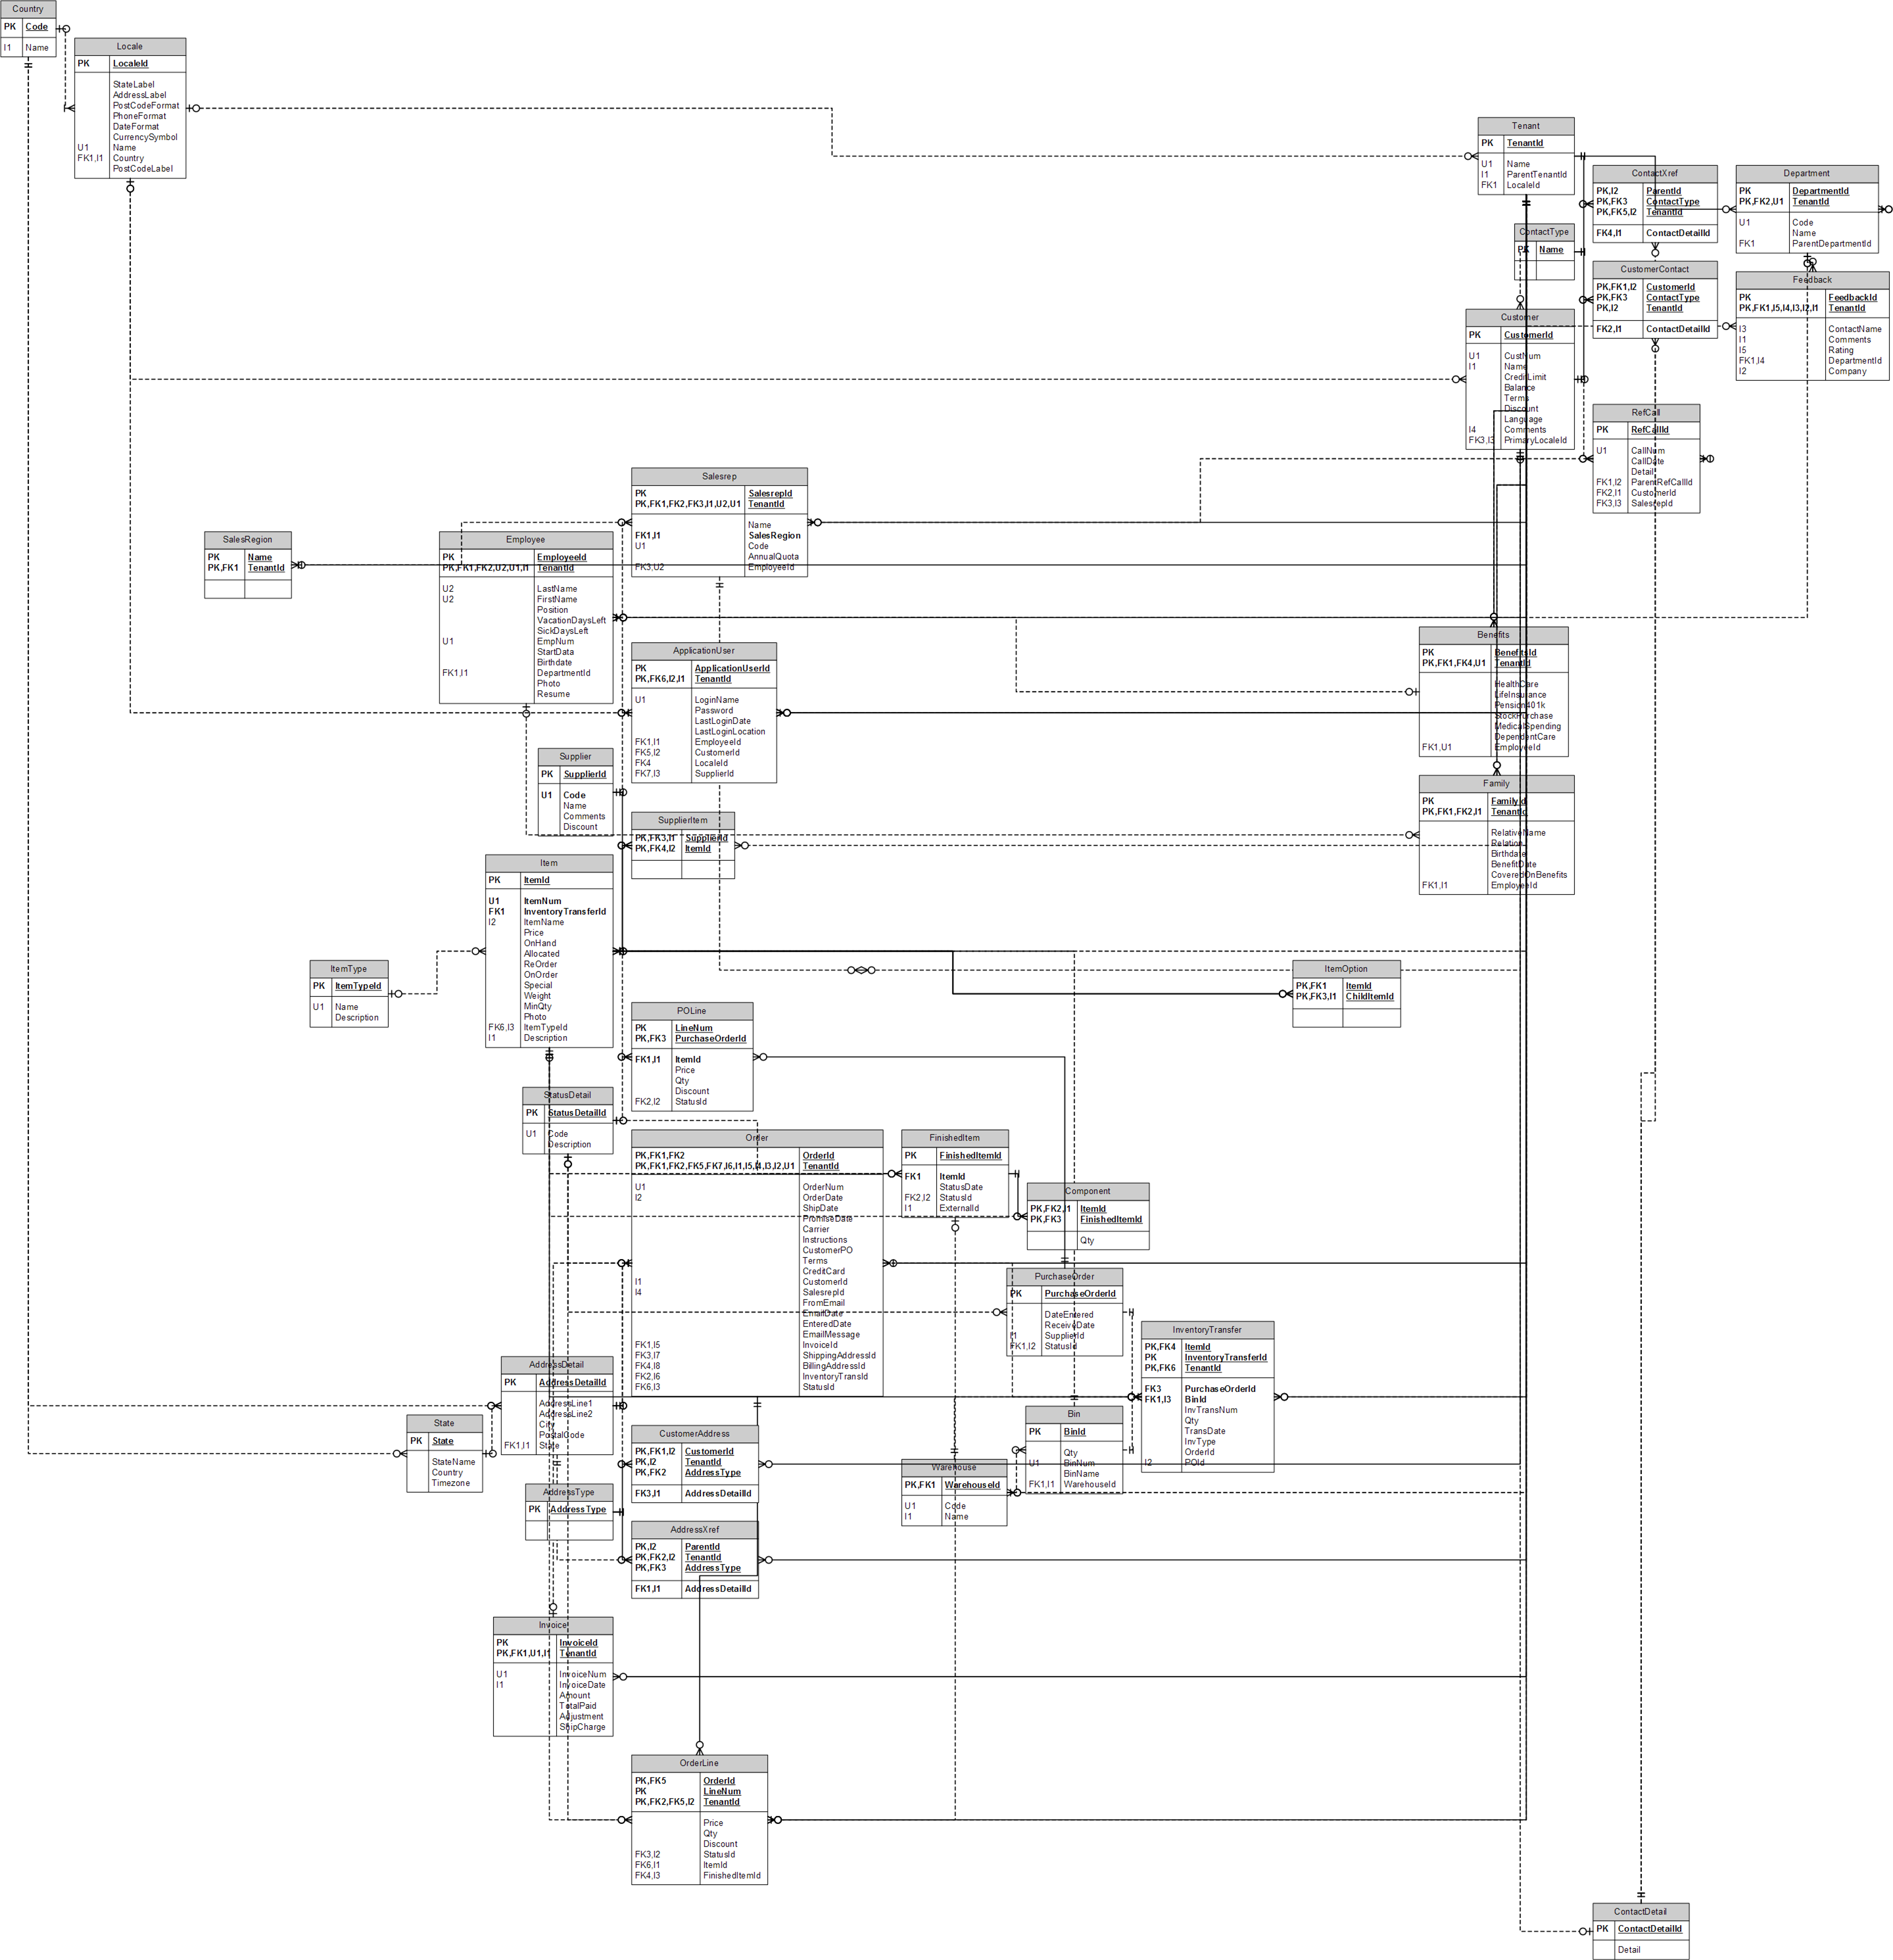 Country
PK Code
I1 Name
Locale
PK LocaleId
StateLabel
AddressLabel
PostCodeFormat
PhoneFormat
DateFormat
CurrencySymbol
U1 Name
FK1,I1 Country
PostCodeLabel
Tenant
PK TenantId
U1 Name
I1 ParentTenantId
FK1 LocaleId
ContactXref
PK,I2 ParentId
PK,FK3 ContactType
PK,FK5,I2 TenantId
FK4,I1 ContactDetailId
Department
PK DepartmentId
PK,FK2,U1 TenantId
U1 Code
Name
FK1 ParentDepartmentId
ContactType
PK Name
CustomerContact
PK,FK1,I2 CustomerId
PK,FK3 ContactType
PK,I2 TenantId
FK2,I1 ContactDetailId
Feedback
PK FeedbackId
PK,FK1,I5,I4,I3,I2,I1 TenantId
I3 ContactName
I1 Comments
I5 Rating
FK1,I4 DepartmentId
I2 Company
Customer
PK CustomerId
U1 CustNum
I1 Name
CreditLimit
Balance
Terms
Discount
Language
I4 Comments
FK3,I3 PrimaryLocaleId
RefCall
PK RefCallId
U1 CallNum
CallDate
Detail
FK1,I2 ParentRefCallId
FK2,I1 CustomerId
FK3,I3 SalesrepId
Salesrep
PK SalesrepId
PK,FK1,FK2,FK3,I1,U2,U1 TenantId
Name
FK1,I1 SalesRegion
U1 Code
AnnualQuota
FK3,U2 EmployeeId
SalesRegion
PK Name
PK,FK1 TenantId
Employee
PK EmployeeId
PK,FK1,FK2,U2,U1,I1 TenantId
U2 LastName
U2 FirstName
Position
VacationDaysLeft
SickDaysLeft
U1 EmpNum
StartData
Birthdate
FK1,I1 DepartmentId
Photo
Resume
ApplicationUser
PK ApplicationUserId
PK,FK6,I2,I1 TenantId
U1 LoginName
Password
LastLoginDate
LastLoginLocation
FK1,I1 EmployeeId
FK5,I2 CustomerId
FK4 LocaleId
FK7,I3 SupplierId
Benefits
PK BenefitsId
PK,FK1,FK4,U1 TenantId
HealthCare
LifeInsurance
Pension401k
StockPurchase
MedicalSpending
DependentCare
FK1,U1 EmployeeId
Supplier
PK SupplierId
U1 Code
Name
Comments
Discount
Family
PK FamilyId
PK,FK1,FK2,I1 TenantId
RelativeName
Relation
Birthdate
BenefitDate
CoveredOnBenefits
FK1,I1 EmployeeId
SupplierItem
PK,FK3,I1 SupplierId
PK,FK4,I2 ItemId
Item
PK ItemId
U1 ItemNum
FK1 InventoryTransferId
I2 ItemName
Price
OnHand
Allocated
ReOrder
OnOrder
Special
Weight
MinQty
Photo
FK6,I3 ItemTypeId
I1 Description
ItemType
PK ItemTypeId
U1 Name
Description
ItemOption
PK,FK1 ItemId
PK,FK3,I1 ChildItemId
POLine
PK LineNum
PK,FK3 PurchaseOrderId
FK1,I1 ItemId
Price
Qty
Discount
FK2,I2 StatusId
StatusDetail
PK StatusDetailId
U1 Code
Description
Order
PK,FK1,FK2 OrderId
PK,FK1,FK2,FK5,FK7,I6,I1,I5,I4,I3,I2,U1 TenantId
U1 OrderNum
I2 OrderDate
ShipDate
PromiseDate
Carrier
Instructions
CustomerPO
Terms
CreditCard
I1 CustomerId
I4 SalesrepId
FromEmail
EmailDate
EnteredDate
EmailMessage
FK1,I5 InvoiceId
FK3,I7 ShippingAddressId
FK4,I8 BillingAddressId
FK2,I6 InventoryTransId
FK6,I3 StatusId
FinishedItem
PK FinishedItemId
FK1 ItemId
StatusDate
FK2,I2 StatusId
I1 ExternalId
Component
PK,FK2,I1 ItemId
PK,FK3 FinishedItemId
Qty
PurchaseOrder
PK PurchaseOrderId
DateEntered
ReceiveDate
I1 SupplierId
FK1,I2 StatusId
InventoryTransfer
PK,FK4 ItemId
PK InventoryTransferId
PK,FK6 TenantId
FK3 PurchaseOrderId
FK1,I3 BinId
InvTransNum
Qty
TransDate
InvType
OrderId
I2 POId
AddressDetail
PK AddressDetailId
AddressLine1
AddressLine2
City
PostalCode
FK1,I1 State
State
PK State
StateName
Country
Timezone
Bin
PK BinId
Qty
U1 BinNum
BinName
FK1,I1 WarehouseId
CustomerAddress
PK,FK1,I2 CustomerId
PK,I2 TenantId
PK,FK2 AddressType
FK3,I1 AddressDetailId
Warehouse
PK,FK1 WarehouseId
U1 Code
I1 Name
AddressType
PK AddressType
AddressXref
PK,I2 ParentId
PK,FK2,I2 TenantId
PK,FK3 AddressType
FK1,I1 AddressDetailId
Invoice
PK InvoiceId
PK,FK1,U1,I1 TenantId
U1 InvoiceNum
I1 InvoiceDate
Amount
TotalPaid
Adjustment
ShipCharge
OrderLine
PK,FK5 OrderId
PK LineNum
PK,FK2,FK5,I2 TenantId
Price
Qty
Discount
FK3,I2 StatusId
FK6,I1 ItemId
FK4,I3 FinishedItemId
ContactDetail
PK ContactDetailId
Detail